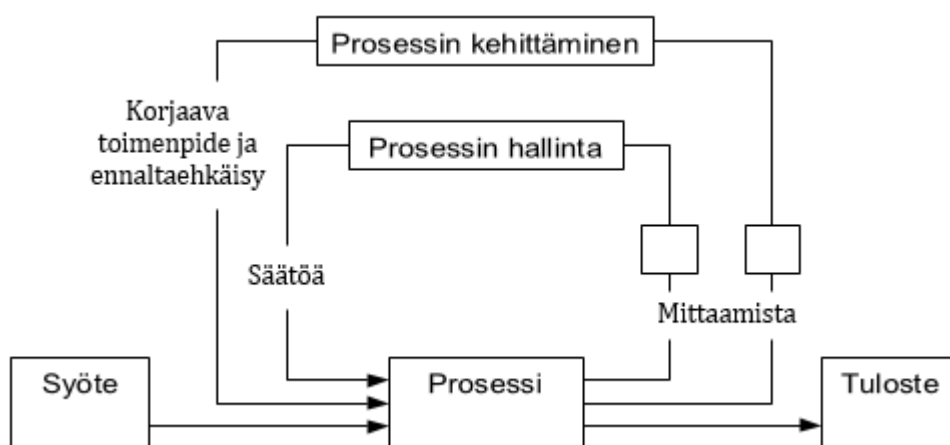 Prosessin kehittäminen
Korjaava
toimenpide ja
ennaltaehkäisy
Prosessin hallinta
Säätöä
Mittaamista
Syöte
Prosessi
Tuloste